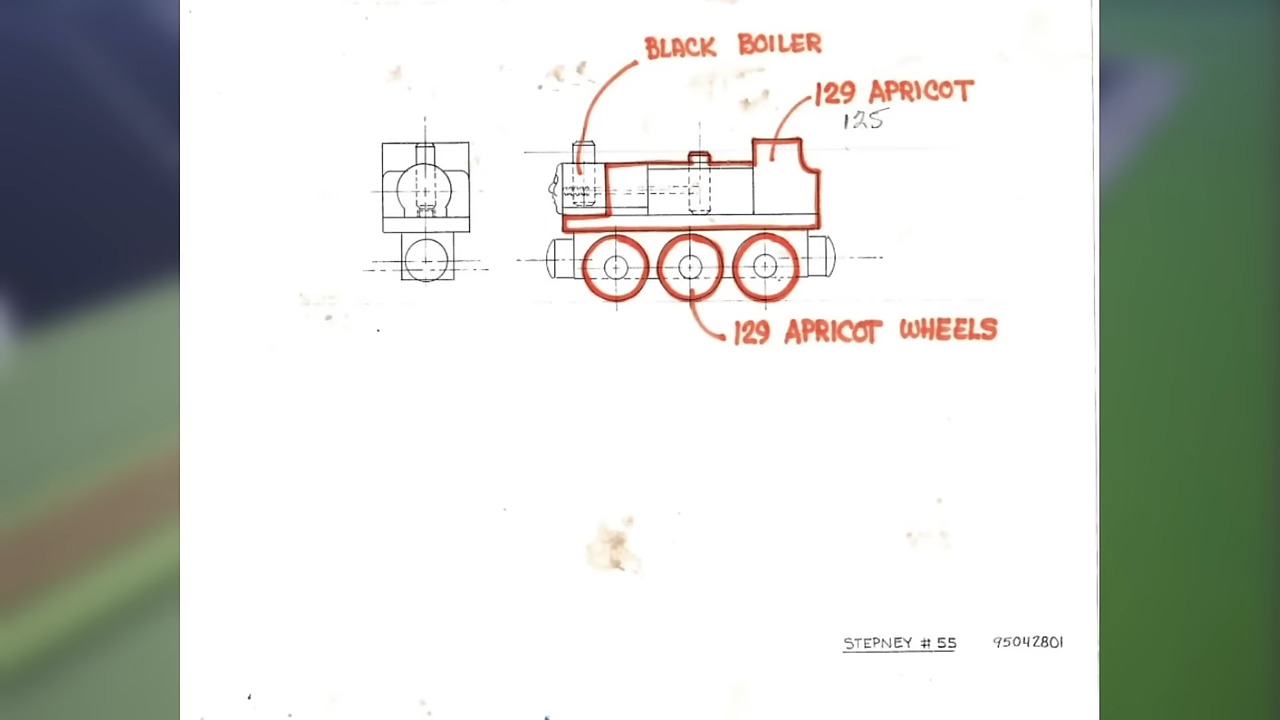 BLACK BOILER
129 APRICOT
125
129 APRICOT WHEELS
STEPNEY # 55 95042801